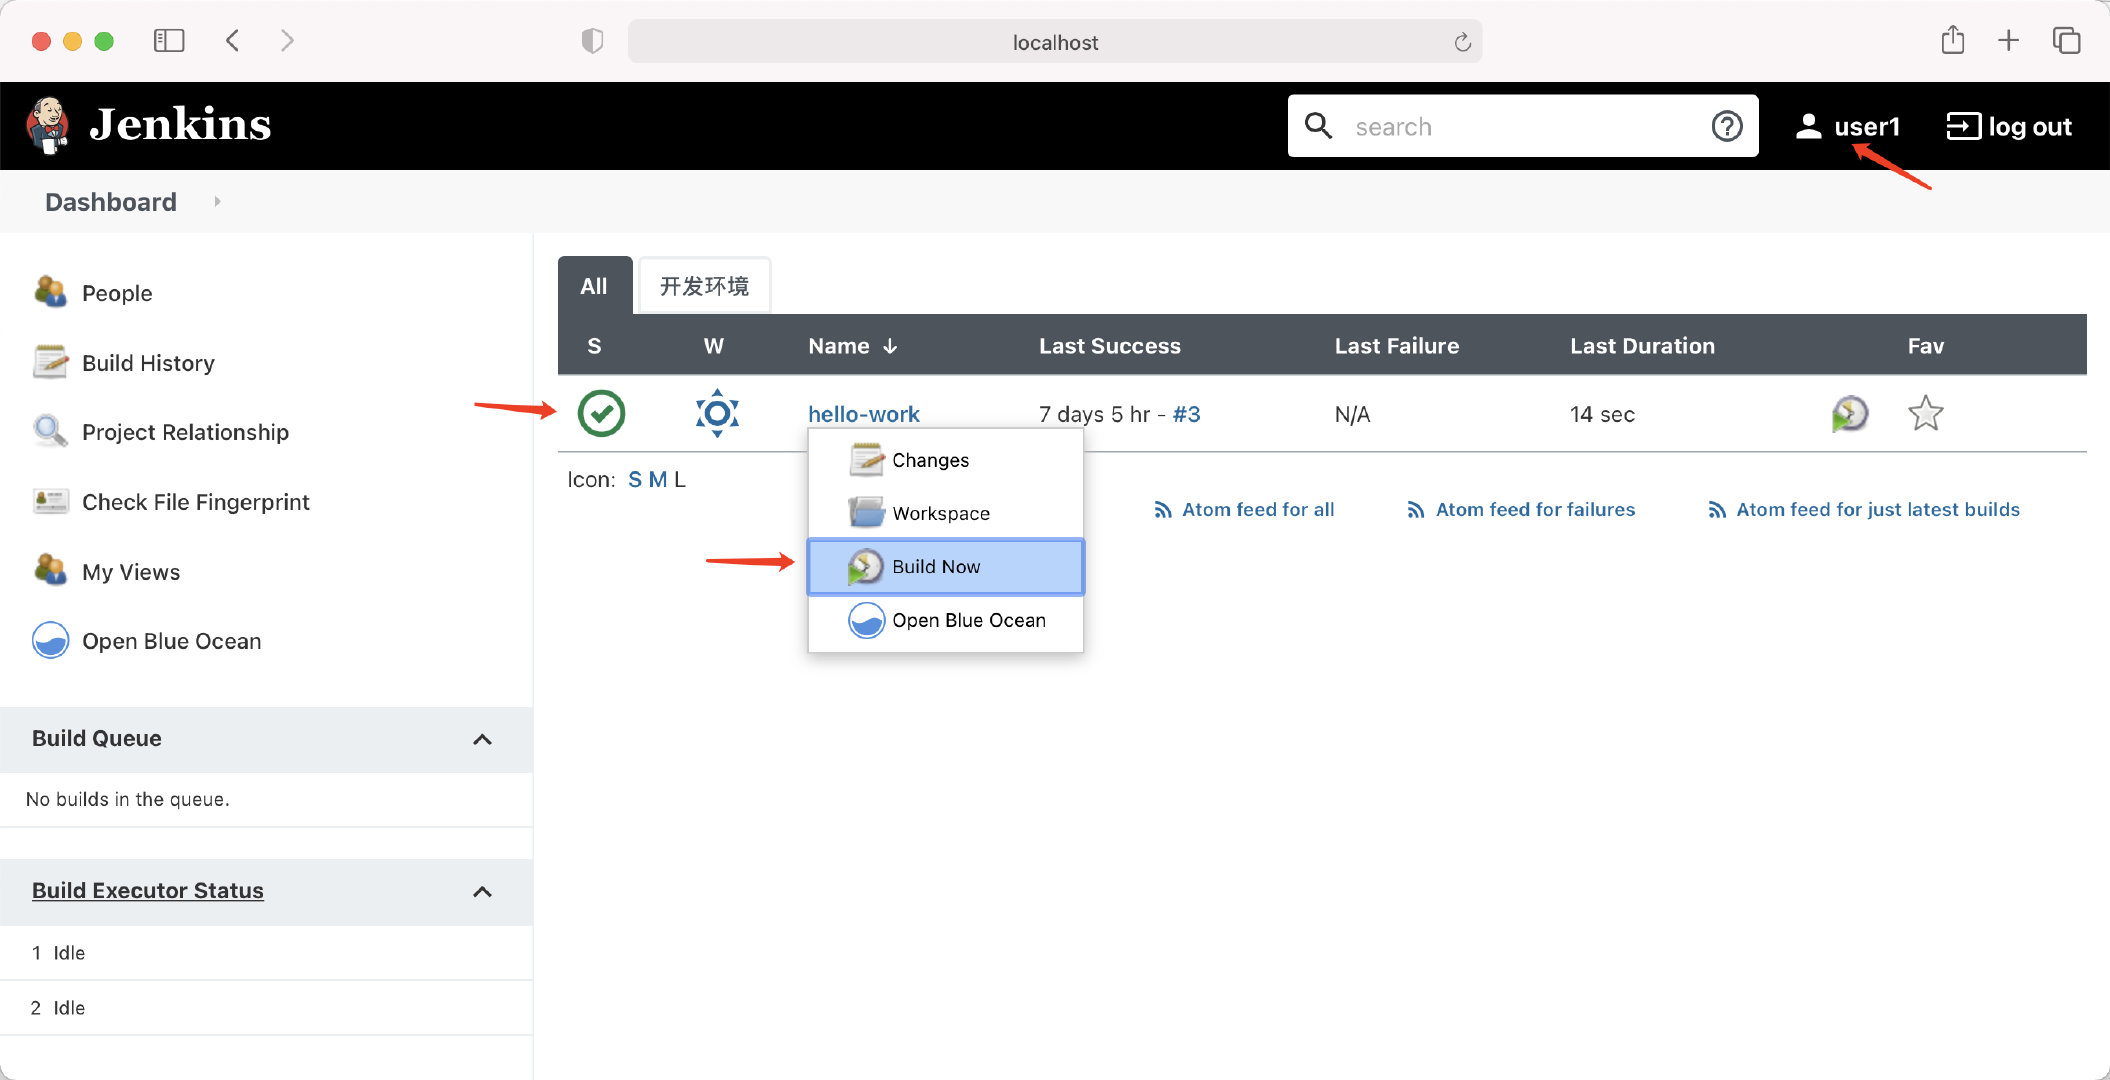 localhost
Jenkins
search
user1
log out
Dashboard
People
Build History
Project Relationship
Check File Fingerprint
My Views
Open Blue Ocean
Build Queue
No builds in the queue.
Build Executor Status
1 Idle
2 Idle
All 开发环境
S W Name ↓ Last Success Last Failure Last Duration Fav
hello-work 7 days 5 hr - #3 N/A 14 sec
Changes
Workspace
Build Now
Open Blue Ocean
Icon: S M L
Atom feed for all Atom feed for failures Atom feed for just latest builds